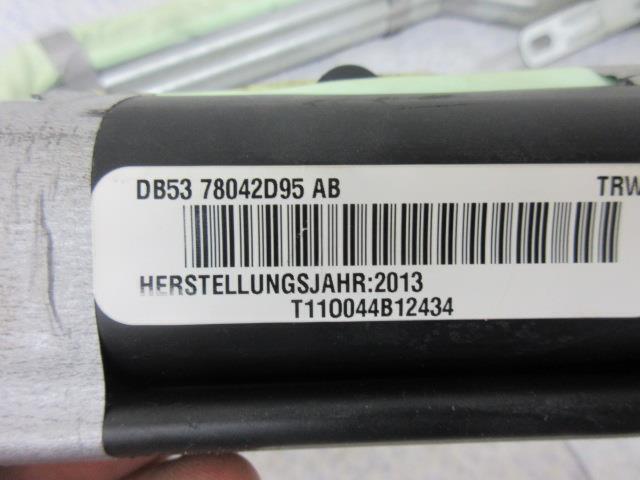 DB53 78042D95 AB TRW
HERSTELLUNGSJAHR:2013
T110044B12434